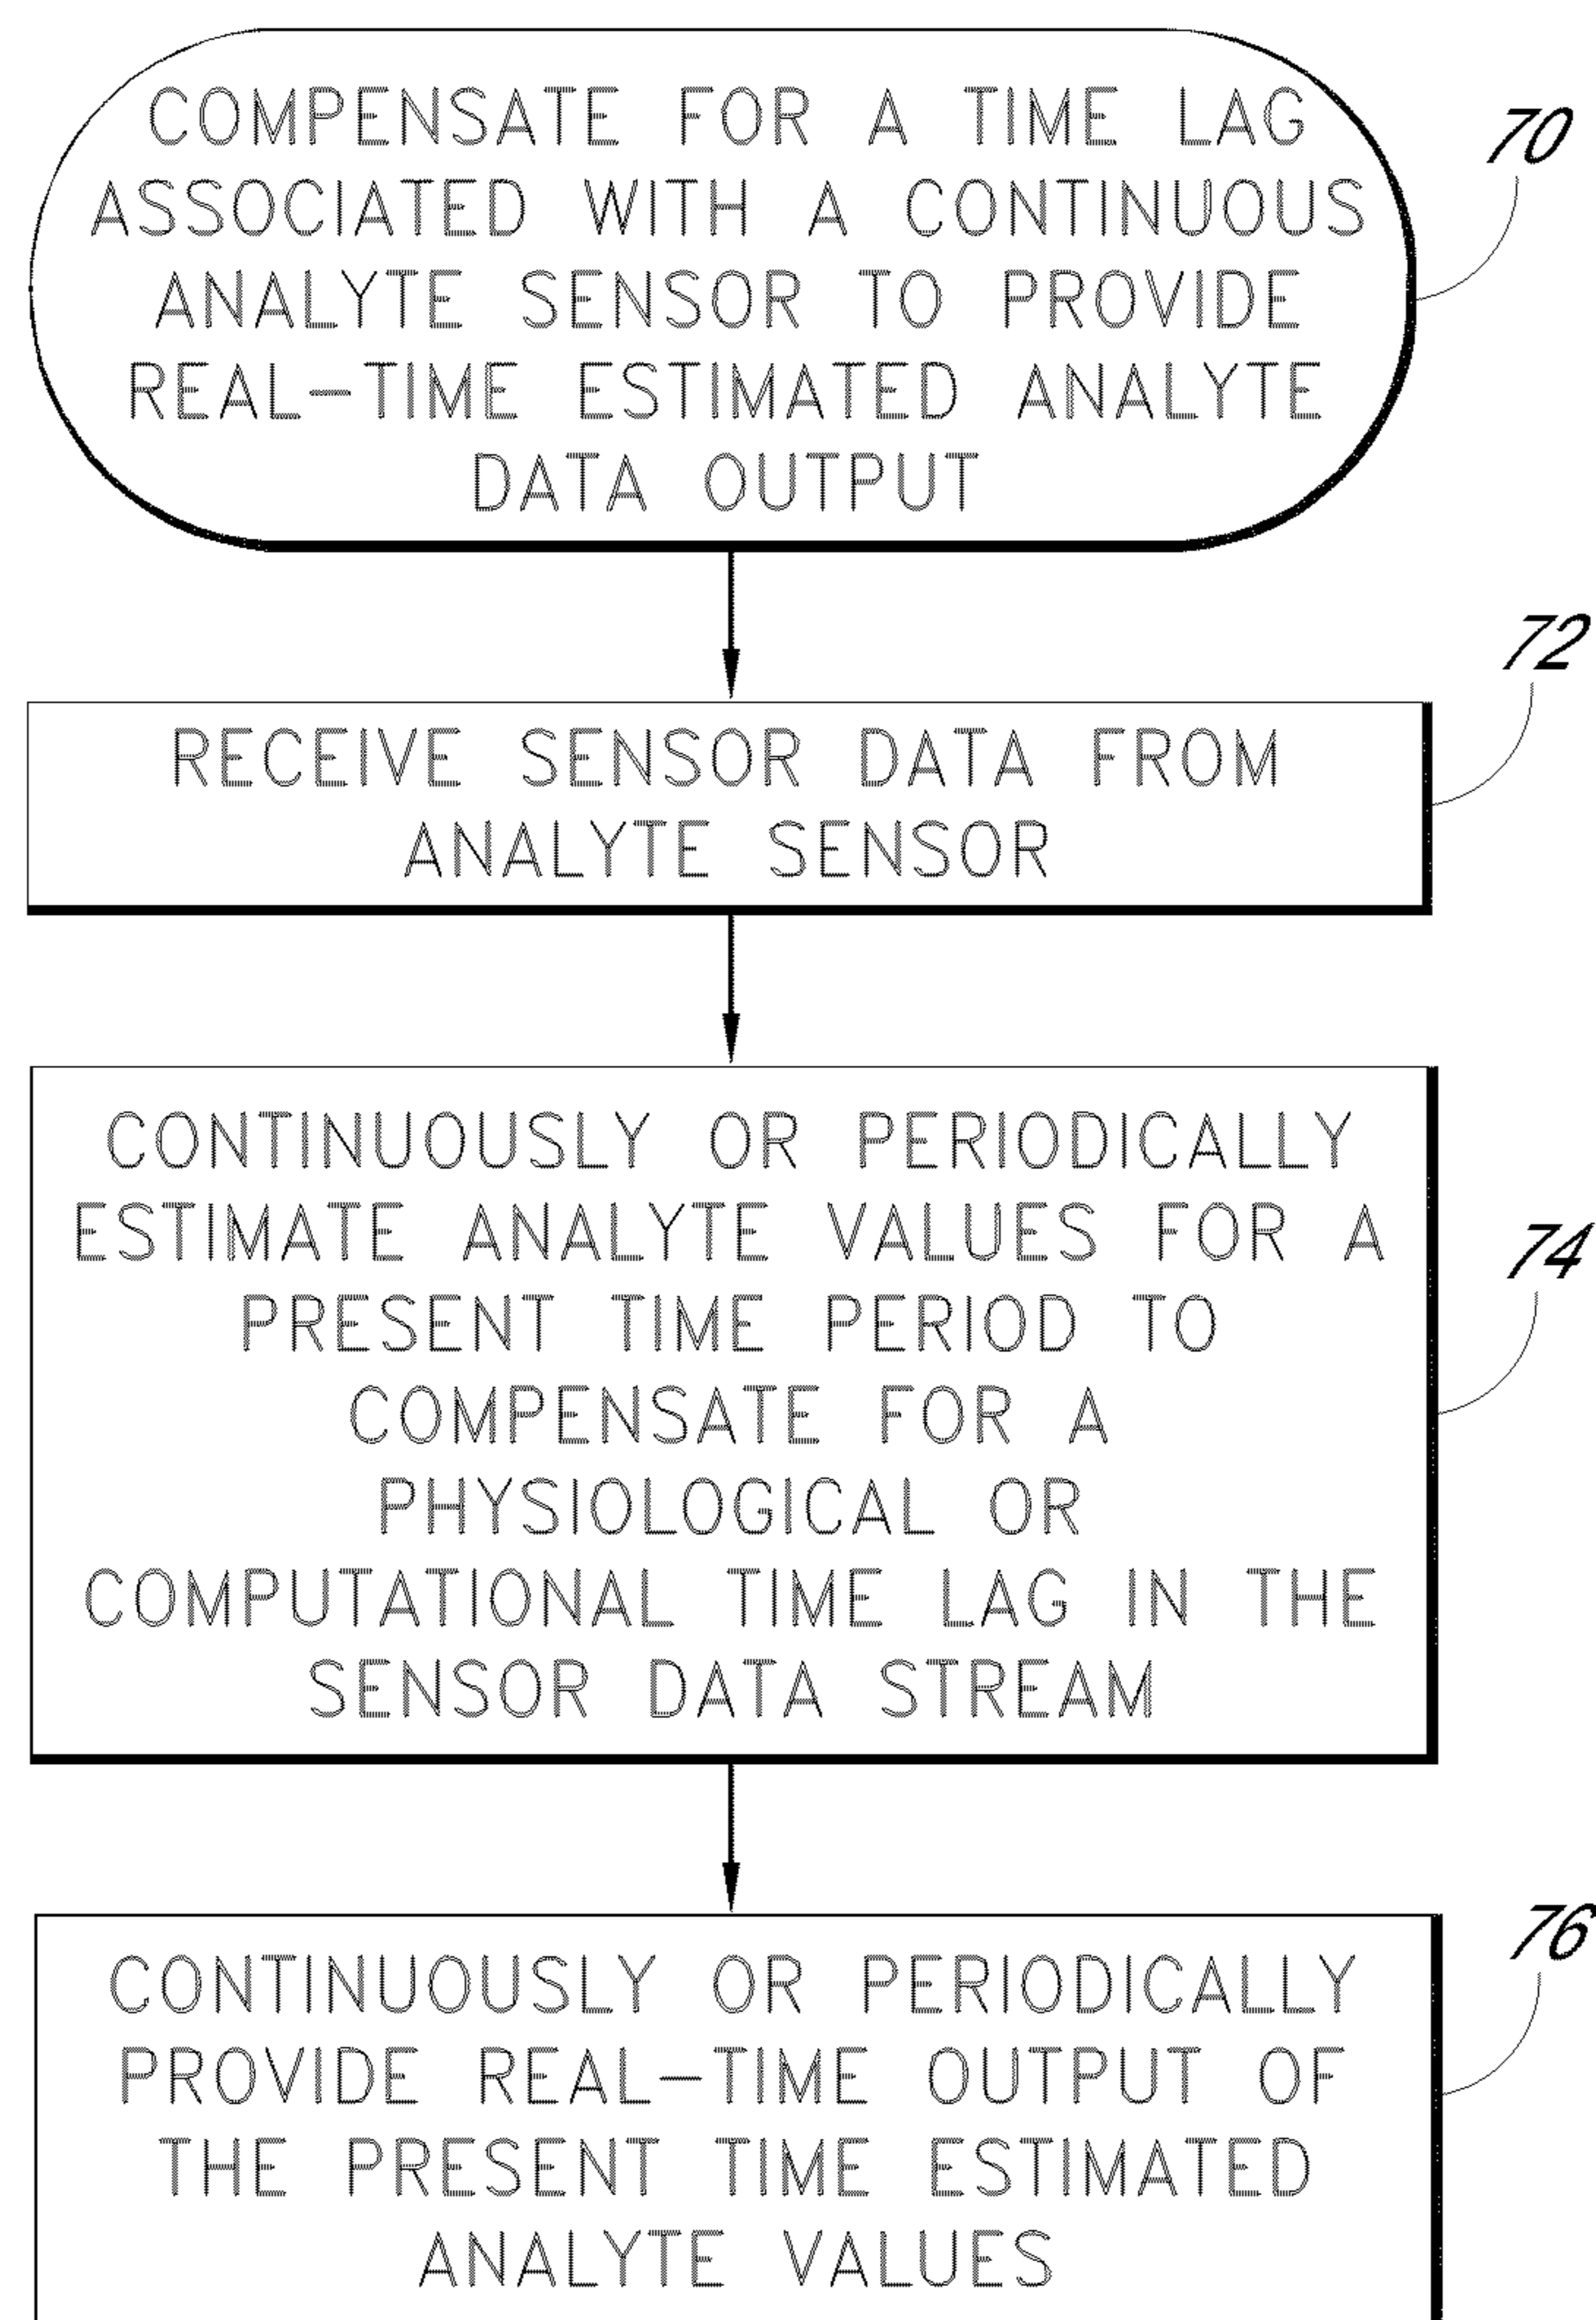 COMPENSATE FOR A TIME LAG
ASSOCIATED WITH A CONTINUOUS
ANALYTE SENSOR TO PROVIDE
REAL-TIME ESTIMATED ANALYTE
DATA OUTPUT
70
RECEIVE SENSOR DATA FROM
ANALYTE SENSOR
72
CONTINUOUSLY OR PERIODICALLY
ESTIMATE ANALYTE VALUES FOR A
PRESENT TIME PERIOD TO
COMPENSATE FOR A
PHYSIOLOGICAL OR
COMPUTATIONAL TIME LAG IN THE
SENSOR DATA STREAM
74
CONTINUOUSLY OR PERIODICALLY
PROVIDE REAL-TIME OUTPUT OF
THE PRESENT TIME ESTIMATED
ANALYTE VALUES
76